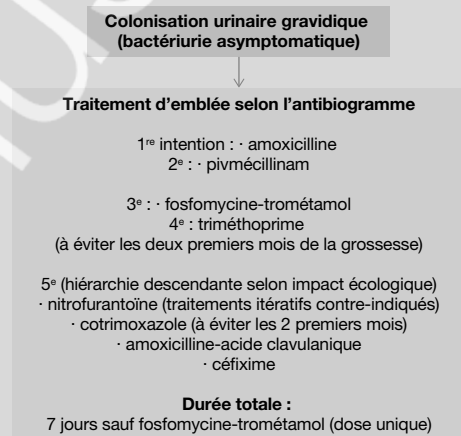 Colonisation urinaire gravidique
(bactériurie asymptomatique)
Traitement d'emblée selon l'antibiogramme
1re intention : · amoxicilline
2e : · pivmécillinam
3e : · fosfomycine-trométamol
4e : triméthoprime
(à éviter les deux premiers mois de la grossesse)
5e (hiérarchie descendante selon impact écologique)
· nitrofurantoïne (traitements itératifs contre-indiqués)
· cotrimoxazole (à éviter les 2 premiers mois)
· amoxicilline-acide clavulanique
· céfixime
Durée totale :
7 jours sauf fosfomycine-trométamol (dose unique)